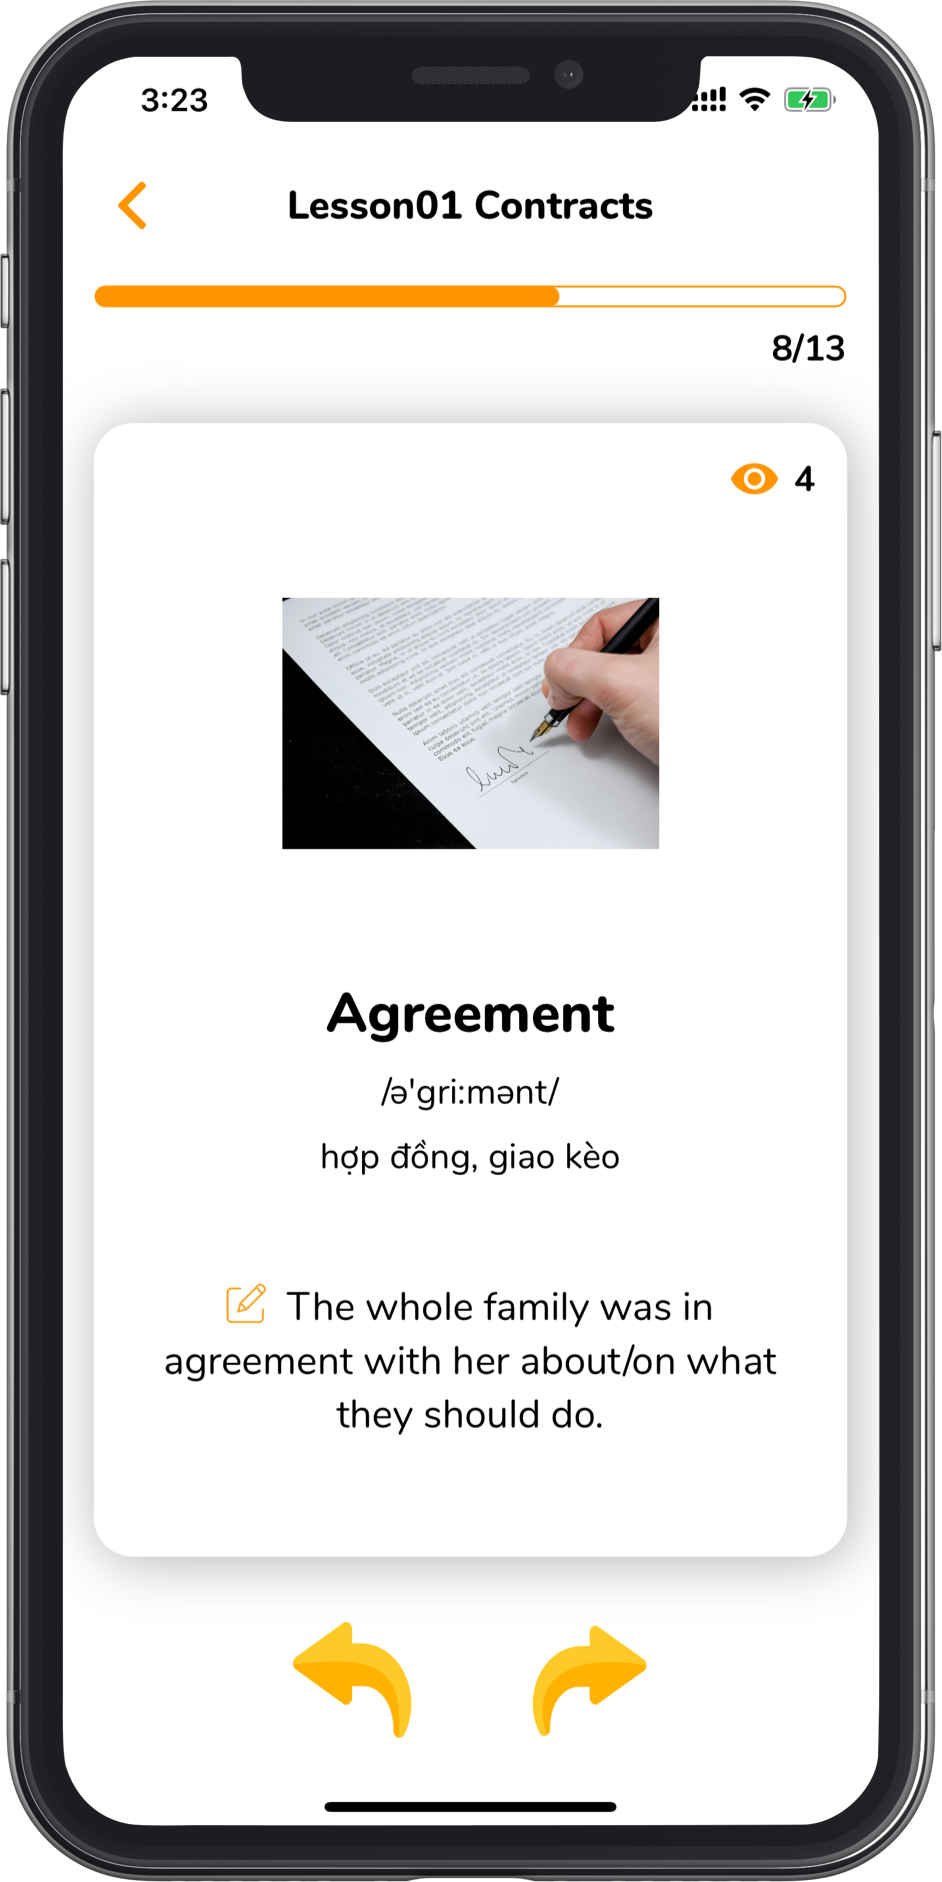 3:23
Lesson01 Contracts
8/13
4
Agreement
/ə'gri:mənt/
hợp đồng, giao kèo
The whole family was in
agreement with her about/on what
they should do.